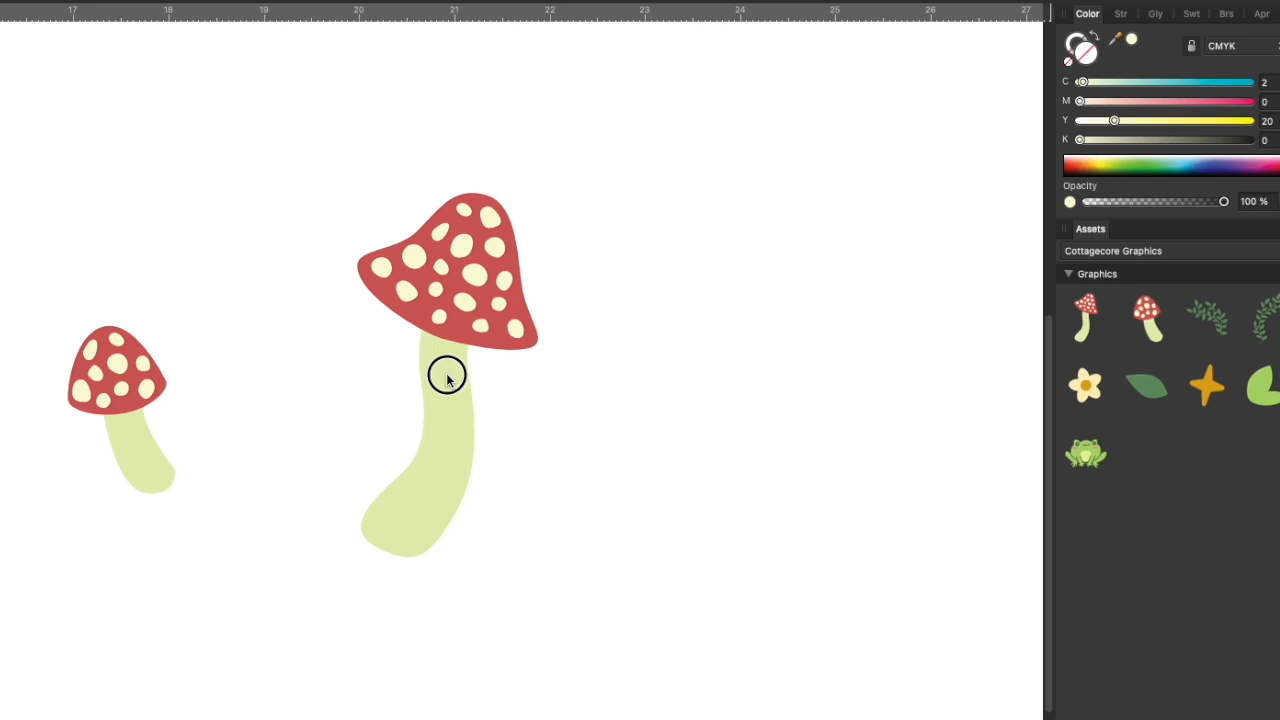 17 18 19 20 21 22 23 24 25 26 27
Color Str Gly Swt Brs Apr
CMYK
C 2
M 0
Y 20
K 0
Opacity
100 %
Assets
Cottagecore Graphics
Graphics